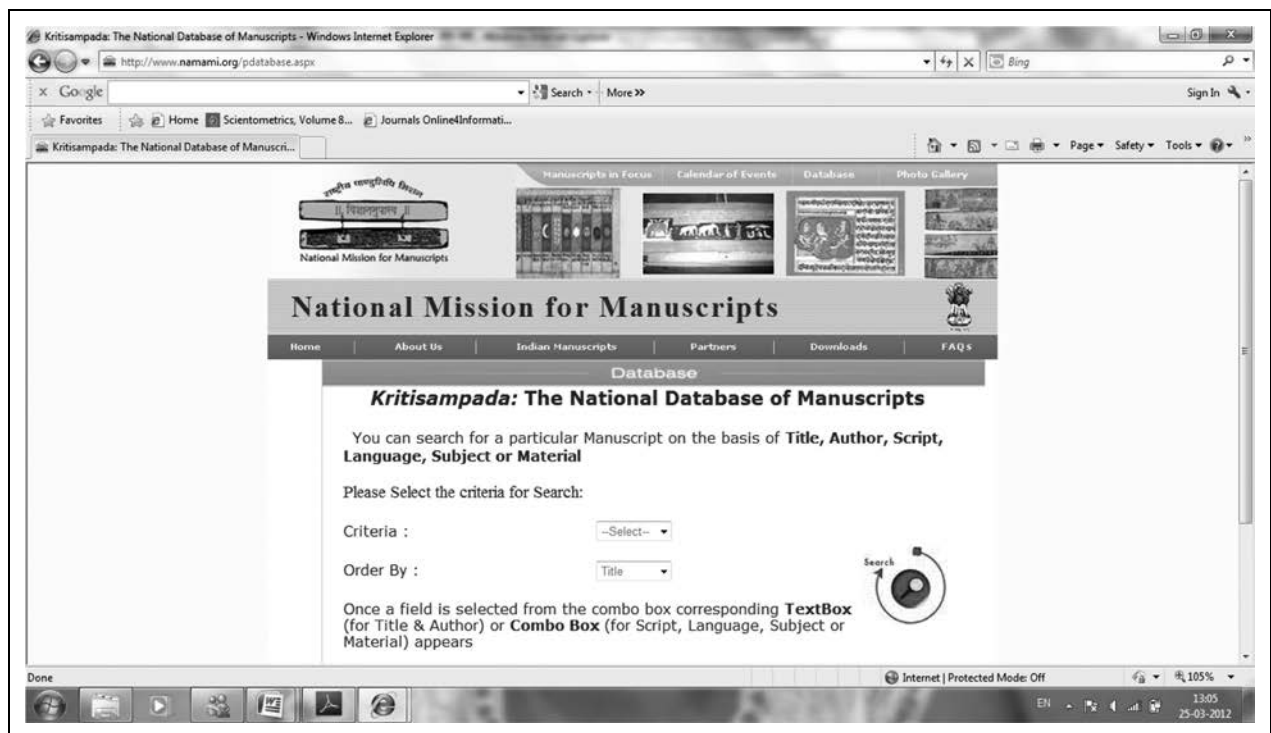 Kritisampada: The National Database of Manuscripts - Windows Internet Explorer
http://www.namami.org/pdatabase.aspx
Bing
x Google
Search
More >>
Sign In
Favorites
Home
Scientometrics, Volume 8...
Journals Online4Informati...
Kritisampada: The National Database of Manuscri...
Page
Safety
Tools
Manuscripts in Focus
Calendar of Events
Database
Photo Gallery
National Mission for Manuscripts
National Mission for Manuscripts
Home | About Us | Indian Manuscripts | Partners | Downloads | FAQs
Database
Kritisampada: The National Database of Manuscripts
You can search for a particular Manuscript on the basis of Title, Author, Script,
Language, Subject or Material
Please Select the criteria for Search:
Criteria :
--Select--
Order By :
Title
Search
Once a field is selected from the combo box corresponding TextBox
(for Title & Author) or Combo Box (for Script, Language, Subject or
Material) appears
Done
Internet | Protected Mode: Off
105%
EN
13:05
25-03-2012